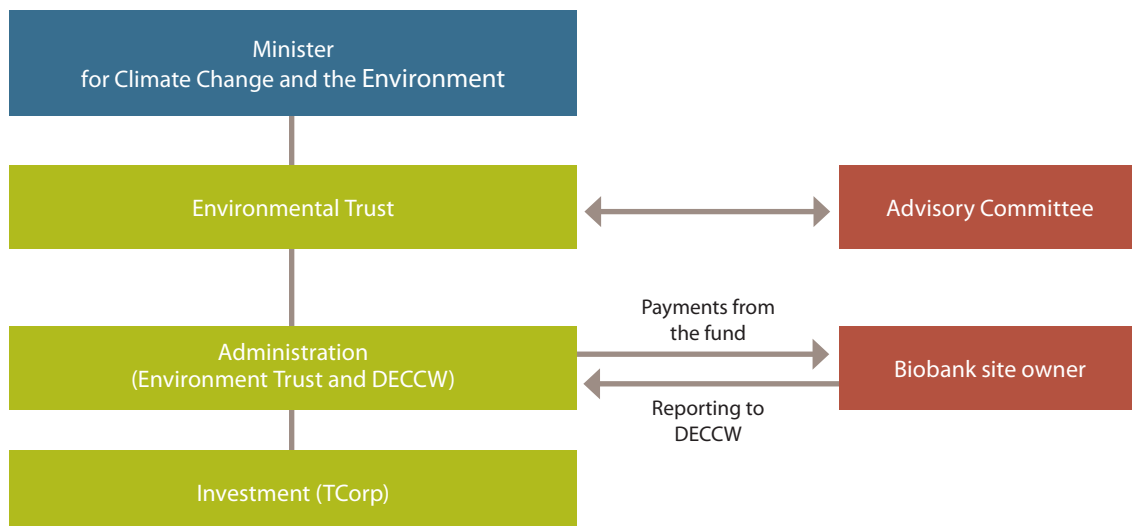 Minister
for Climate Change and the Environment
Environmental Trust
Advisory Committee
Payments from
the fund
Administration
(Environment Trust and DECCW)
Biobank site owner
Reporting to
DECCW
Investment (TCorp)